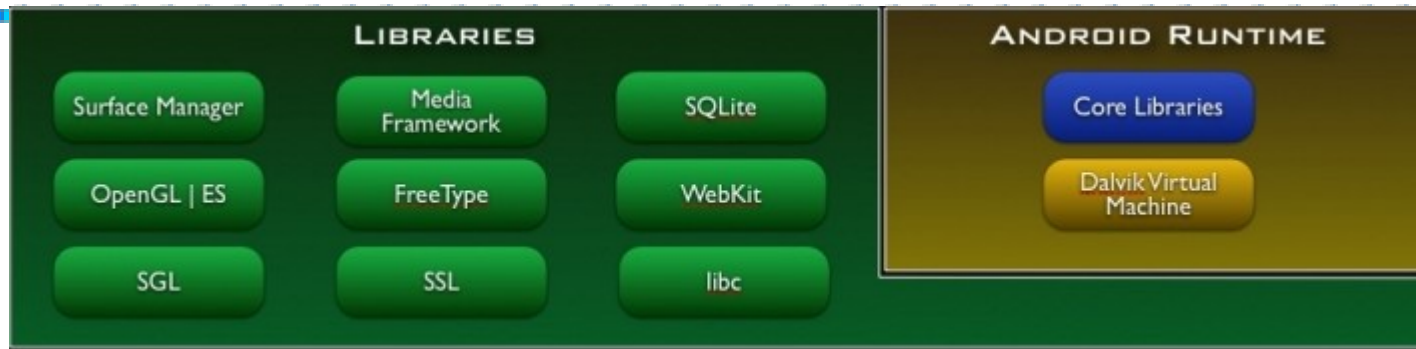 LIBRARIES
Surface Manager
Media
Framework
SQLite
OpenGL | ES
FreeType
WebKit
SGL
SSL
libc
ANDROID RUNTIME
Core Libraries
Dalvik Virtual
Machine